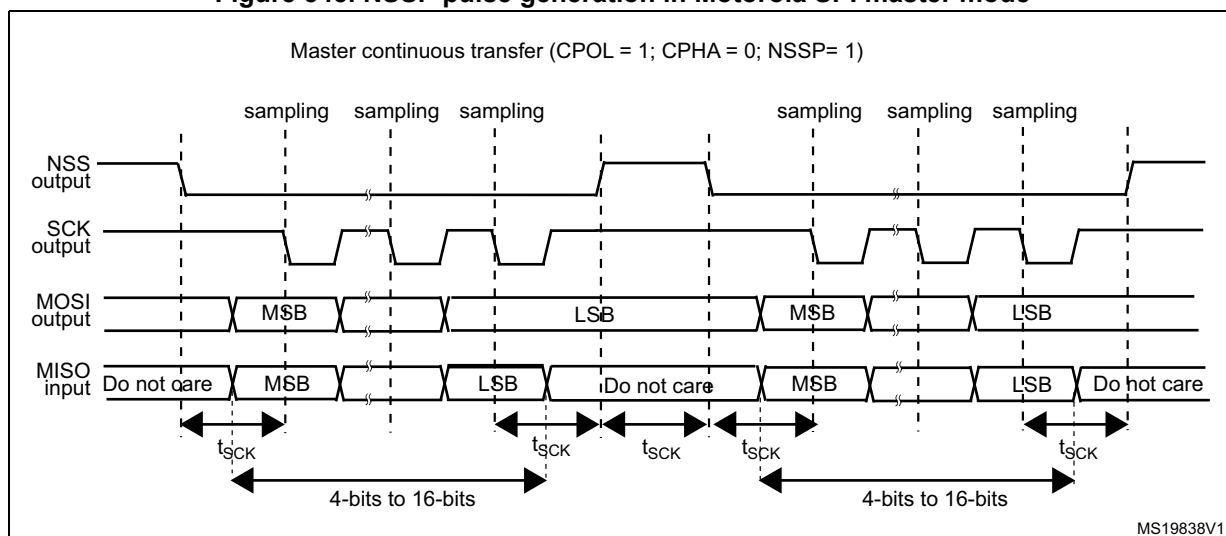 Master continuous transfer (CPOL = 1; CPHA = 0; NSSP= 1)
sampling sampling sampling sampling sampling sampling
NSS
output
SCK
output
MOSI
output
MSB LSB MSB LSB
MISO
input
Do not care MSB LSB Do not care MSB LSB Do not care
tSCK tSCK tSCK tSCK tSCK
4-bits to 16-bits 4-bits to 16-bits
MS19838V1